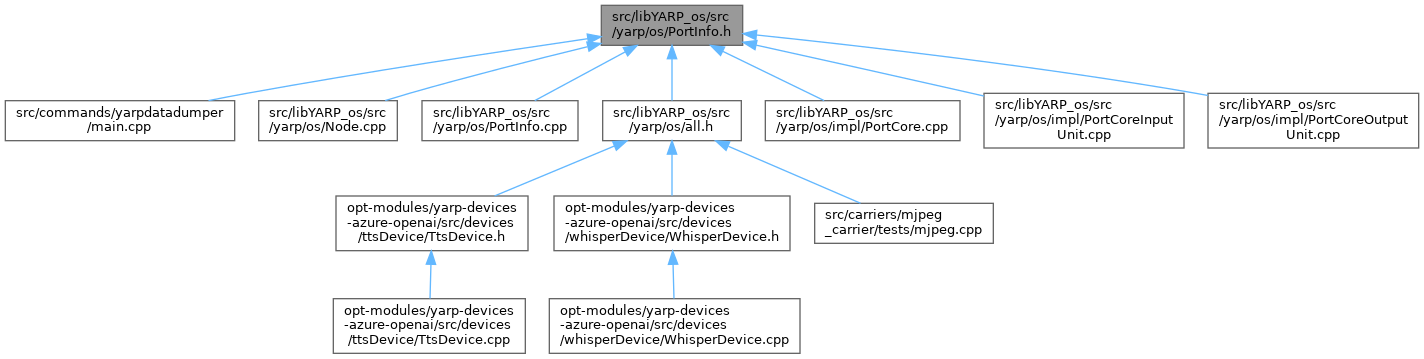 src/libYARP_os/src
/yarp/os/PortInfo.h
src/commands/yarpdatadumper
/main.cpp
src/libYARP_os/src
/yarp/os/Node.cpp
src/libYARP_os/src
/yarp/os/PortInfo.cpp
src/libYARP_os/src
/yarp/os/all.h
src/libYARP_os/src
/yarp/os/impl/PortCore.cpp
src/libYARP_os/src
/yarp/os/impl/PortCoreInput
Unit.cpp
src/libYARP_os/src
/yarp/os/impl/PortCoreOutput
Unit.cpp
opt-modules/yarp-devices
-azure-openai/src/devices
/ttsDevice/TtsDevice.h
opt-modules/yarp-devices
-azure-openai/src/devices
/whisperDevice/WhisperDevice.h
src/carriers/mjpeg
_carrier/tests/mjpeg.cpp
opt-modules/yarp-devices
-azure-openai/src/devices
/ttsDevice/TtsDevice.cpp
opt-modules/yarp-devices
-azure-openai/src/devices
/whisperDevice/WhisperDevice.cpp